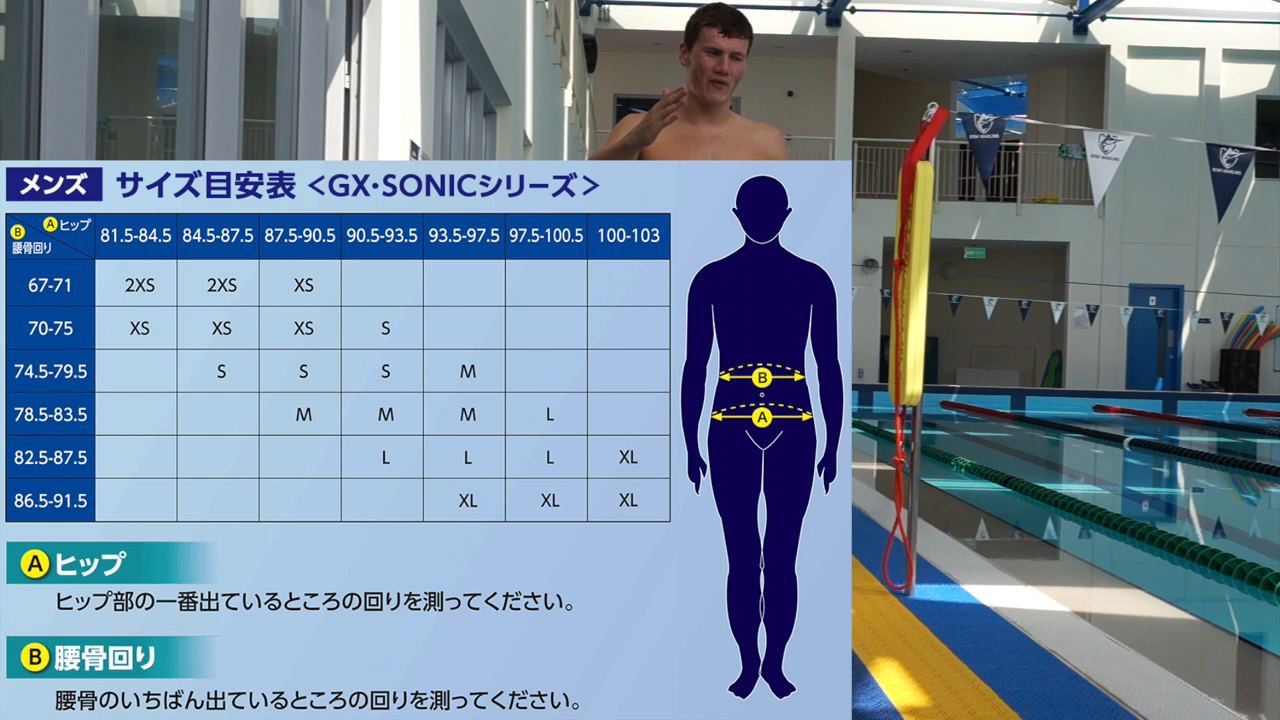 メンズ サイズ目安表 <GX・SONICシリーズ>
B 腰骨回り A ヒップ 81.5-84.5 84.5-87.5 87.5-90.5 90.5-93.5 93.5-97.5 97.5-100.5 100-103
67-71 2XS 2XS XS
70-75 XS XS XS S
74.5-79.5 S S S M
78.5-83.5 M M M L
82.5-87.5 L L L XL
86.5-91.5 XL XL XL
B
A
A ヒップ
ヒップ部の一番出ているところの回りを測ってください。
B 腰骨回り
腰骨のいちばん出ているところの回りを測ってください。